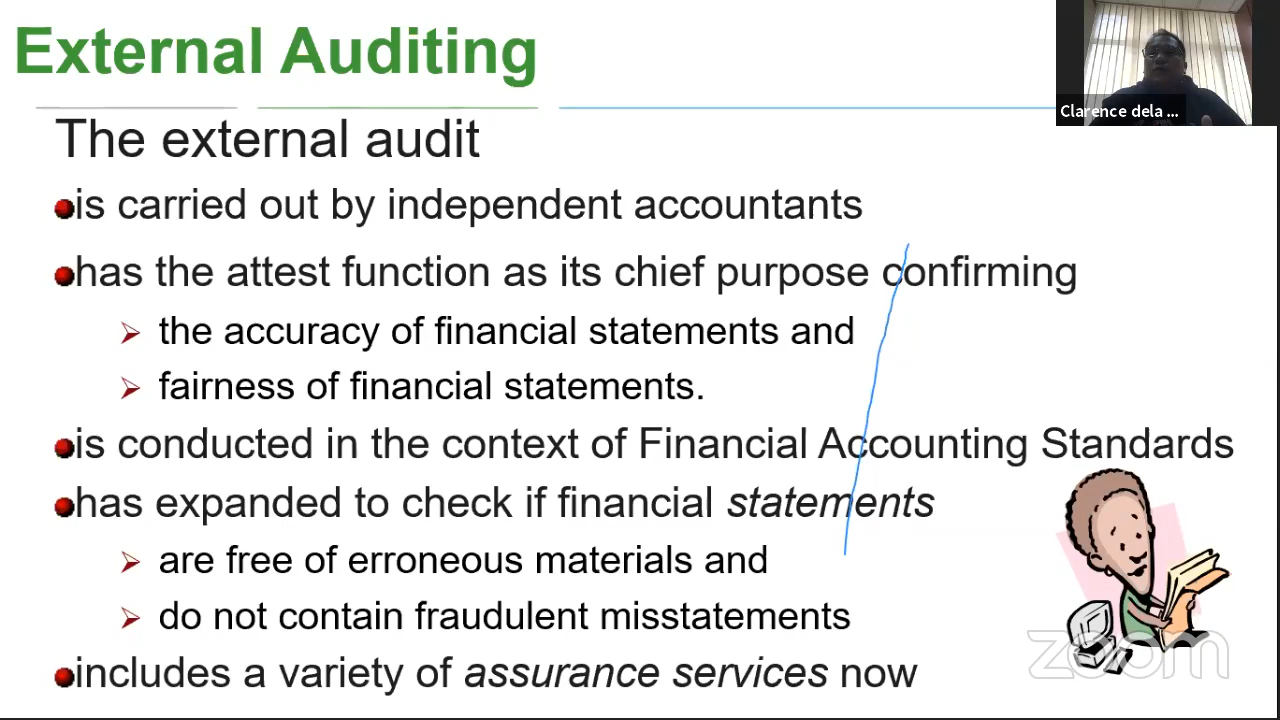 External Auditing
Clarence dela ...
The external audit
is carried out by independent accountants
has the attest function as its chief purpose confirming
the accuracy of financial statements and
fairness of financial statements.
is conducted in the context of Financial Accounting Standards
has expanded to check if financial statements
are free of erroneous materials and
do not contain fraudulent misstatements
includes a variety of assurance services now
zoom